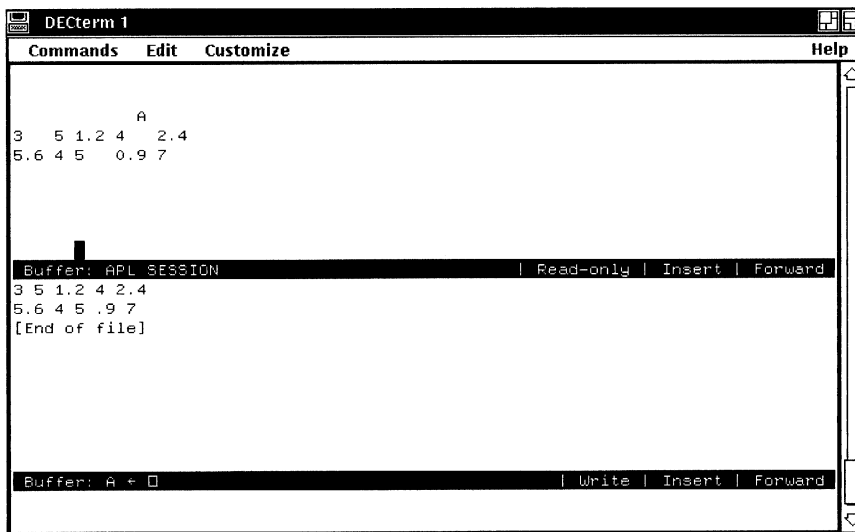 DECterm 1
Commands Edit Customize Help
A
3 5 1.2 4 2.4
5.6 4 5 0.9 7
Buffer: APL SESSION | Read-only | Insert | Forward
3 5 1.2 4 2.4
5.6 4 5 .9 7
[End of file]
Buffer: A ← ⎕ | Write | Insert | Forward